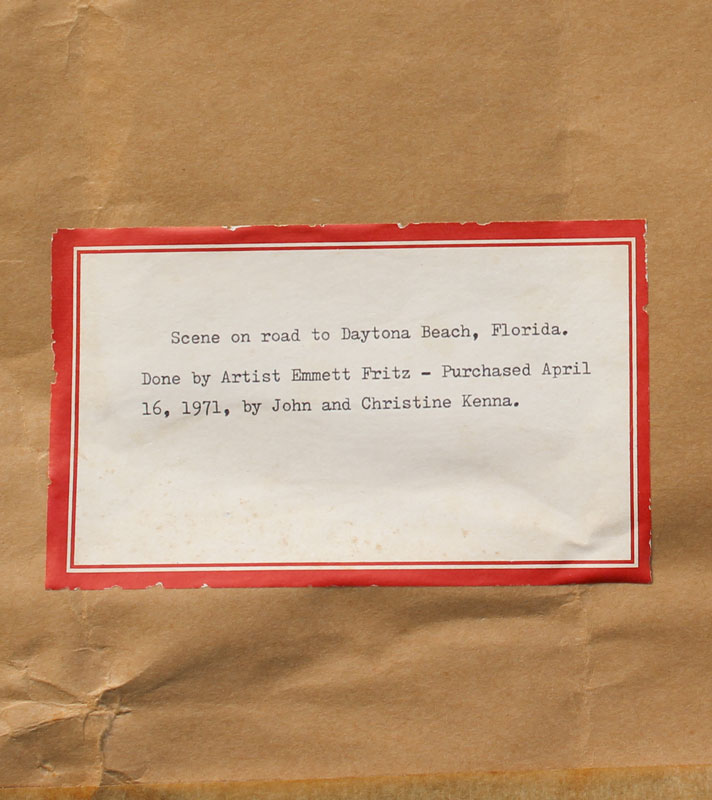 Scene on road to Daytona Beach, Florida.
Done by Artist Emmett Fritz - Purchased April
16, 1971, by John and Christine Kenna.